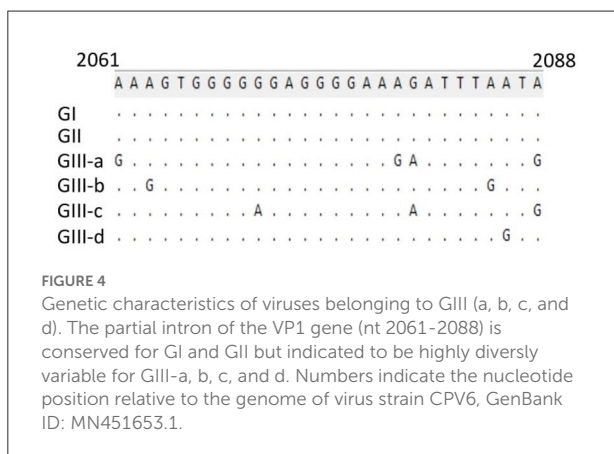 2061 2088
A A A G T G G G G G G A G G G G A A A G A T T T A A T A
GI . . . . . . . . . . . . . . . . . . . . . . . . . . . .
GII . . . . . . . . . . . . . . . . . . . . . . . . . . . .
GIII-a G . . . . . . . . . . . . . . . . . G A . . . . . . . G
GIII-b . . G . . . . . . . . . . . . . . . . . . . . . G . . .
GIII-c . . . . . . . . . A . . . . . . . . . A . . . . . . . G
GIII-d . . . . . . . . . . . . . . . . . . . . . . . . . G . .
FIGURE 4
Genetic characteristics of viruses belonging to GIII (a, b, c, and
d). The partial intron of the VP1 gene (nt 2061-2088) is
conserved for GI and GII but indicated to be highly diversly
variable for GIII-a, b, c, and d. Numbers indicate the nucleotide
position relative to the genome of virus strain CPV6, GenBank
ID: MN451653.1.